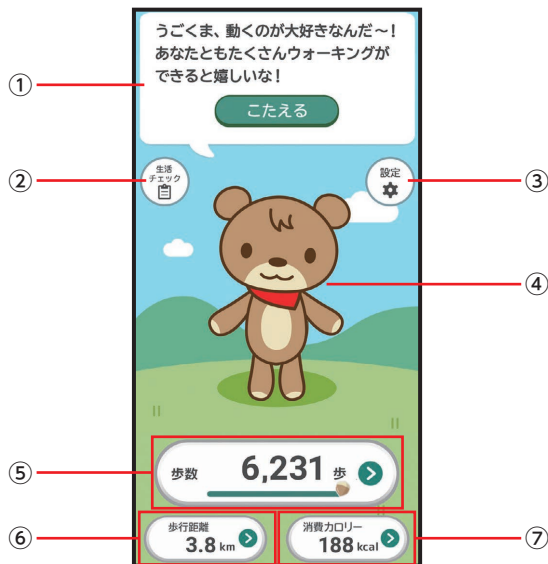 うごくま、動くのが大好きなんだ～！
あなたともたくさんウォーキングが
できると嬉しいな！
①
こたえる
②
生活
チェック
設定
③
④
⑤
歩数 6,231 歩
⑥
歩行距離
3.8 km
消費カロリー
188 kcal
⑦